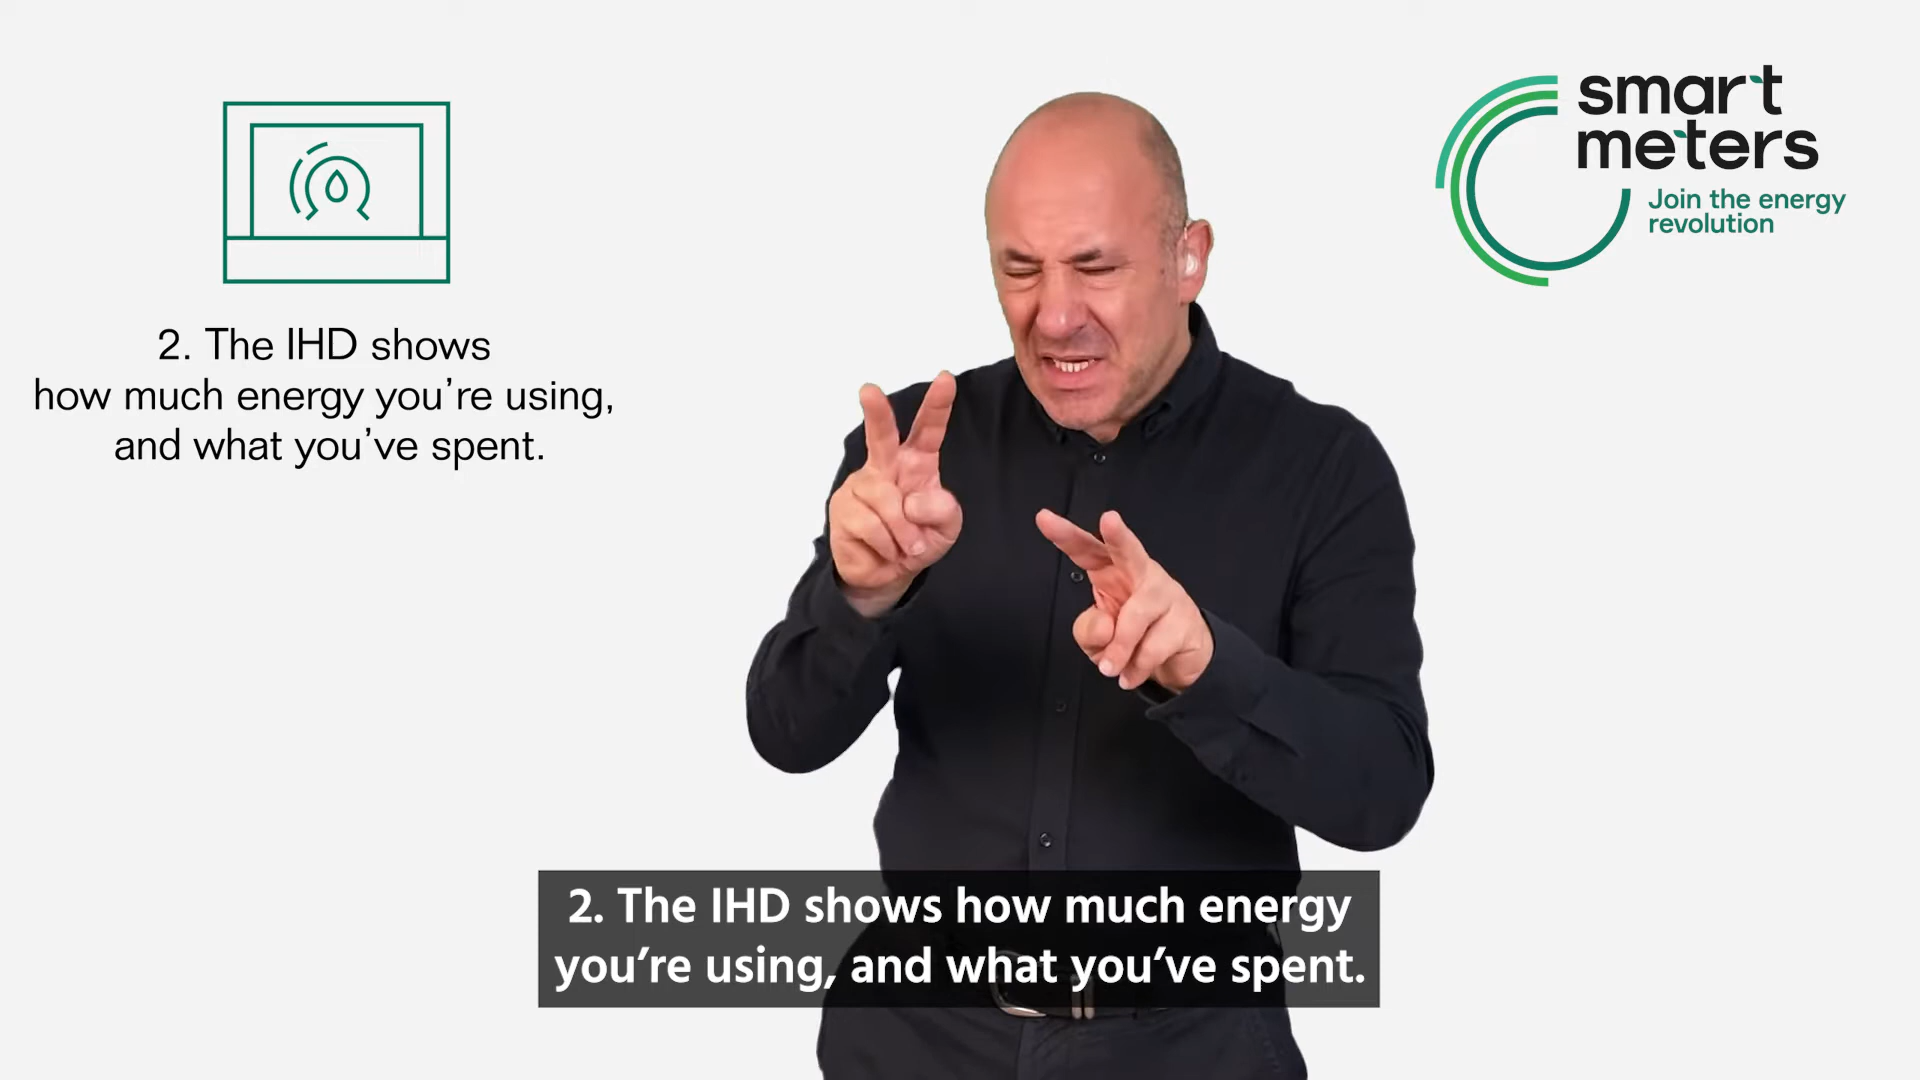 smart
meters
Join the energy
revolution
2. The IHD shows
how much energy you’re using,
and what you’ve spent.
2. The IHD shows how much energy
you’re using, and what you’ve spent.